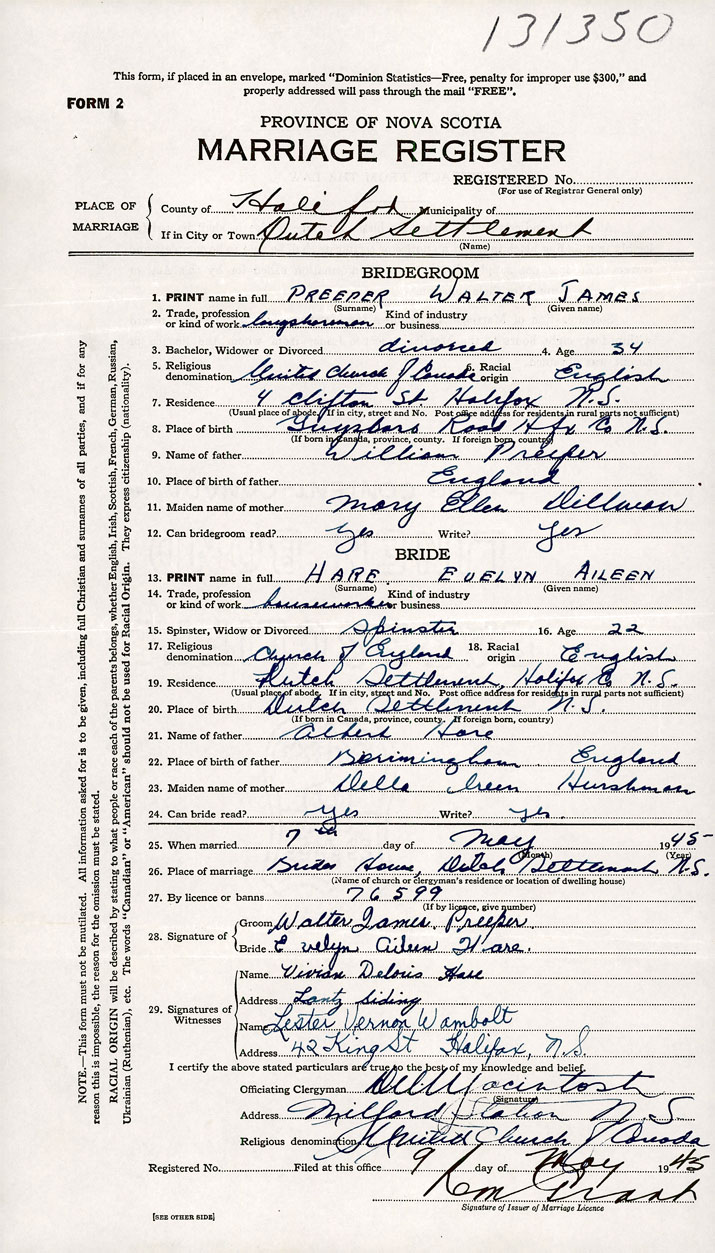 131350
This form, if placed in an envelope, marked “Dominion Statistics—Free, penalty for improper use $300,” and
properly addressed will pass through the mail “FREE”.
FORM 2
PROVINCE OF NOVA SCOTIA
MARRIAGE REGISTER
REGISTERED No.
(For use of Registrar General only)
PLACE OF MARRIAGE
County of Halifax Municipality of
If in City or Town Dutch Settlement
(Name)
BRIDEGROOM
1. PRINT name in full PREEPER WALTER JAMES
(Surname) (Given name)
2. Trade, profession or kind of work longshoreman Kind of industry or business
3. Bachelor, Widower or Divorced divorced 4. Age 34
5. Religious denomination United Church of Canada 6. Racial origin English
7. Residence 4 Clifton St Halifax N.S.
(Usual place of abode. If in city, street and No. Post office address for residents in rural parts not sufficient)
8. Place of birth Guysboro Road Hfx Co N.S.
(If born in Canada, province, county. If foreign born, country)
9. Name of father William Preeper
10. Place of birth of father England
11. Maiden name of mother Mary Ellen Dillman
12. Can bridegroom read? yes Write? yes
BRIDE
13. PRINT name in full HARE EVELYN AILEEN
(Surname) (Given name)
14. Trade, profession or kind of work houseworker Kind of industry or business
15. Spinster, Widow or Divorced Spinster 16. Age 22
17. Religious denomination Church of England 18. Racial origin English
19. Residence Dutch Settlement, Halifax Co N.S.
(Usual place of abode. If in city, street and No. Post office address for residents in rural parts not sufficient)
20. Place of birth Dutch Settlement N.S.
(If born in Canada, province, county. If foreign born, country)
21. Name of father Albert Hare
22. Place of birth of father Birmingham England
23. Maiden name of mother Della Hurshman
24. Can bride read? yes Write? yes.
25. When married 7th day of May 1945
(Month) (Year)
26. Place of marriage Brides House, Dutch Settlement N.S.
(Name of church or clergyman's residence or location of dwelling house)
27. By licence or banns 76599
(If by licence, give number)
28. Signature of
Groom Walter James Preeper
Bride Evelyn Aileen Hare.
29. Signatures of Witnesses
Name Vivian Deloris Hare
Address Lantz Siding
Name Lester Vernon Wambolt
Address 42 King St Halifax, N.S.
I certify the above stated particulars are true to the best of my knowledge and belief.
Officiating Clergyman Macintosh
(Signature)
Address Milford Station N S
Religious denomination United Church of Canada
Registered No. Filed at this office 9 day of May 1945
Grant
Signature of Issuer of Marriage Licence
[SEE OTHER SIDE]
NOTE.—This form must not be mutilated. All information asked for is to be given, including full Christian and surnames of all parties, and if for any
reason this is impossible, the reason for the omission must be stated.
RACIAL ORIGIN will be described by stating to what people or race each of the parents belongs, whether English, Irish, Scottish, French, German, Russian,
Ukrainian (Ruthenian), etc. The words “Canadian” or “American” should not be used for Racial Origin. They express citizenship (nationality).